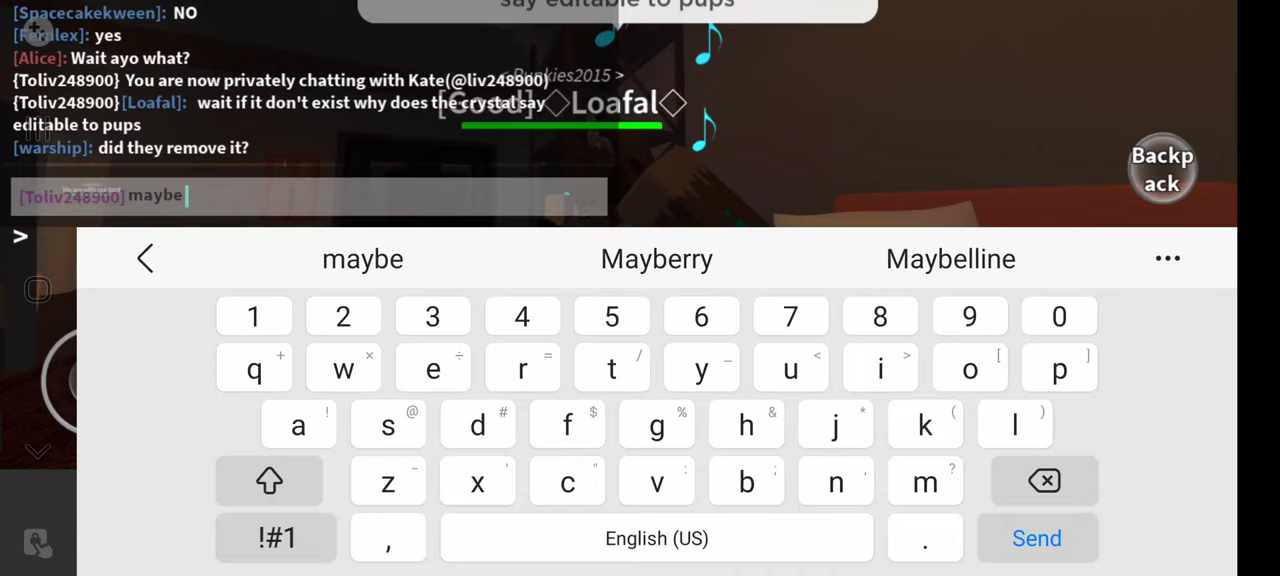 say editable to pups
[Spacecakekween]: NO
[Fernlex]: yes
[Alice]: Wait ayo what?
{Toliv248900} You are now privately chatting with Kate(@liv248900)
{Toliv248900}[Loafal]: wait if it don't exist why does the crystal say
editable to pups
[warship]: did they remove it?
< Punkies2015 >
[Good] ◇Loafal◇
Backp
ack
[Toliv248900] maybe
>
maybe Mayberry Maybelline ...
1 2 3 4 5 6 7 8 9 0
q + w × e ÷ r = t / y _ u < i > o [ p ]
a ! s @ d # f $ g % h & j * k ( l )
z - x ' c " v : b ; n , m ?
!#1 , English (US) . Send